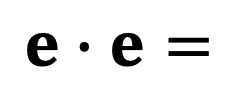 e · e =